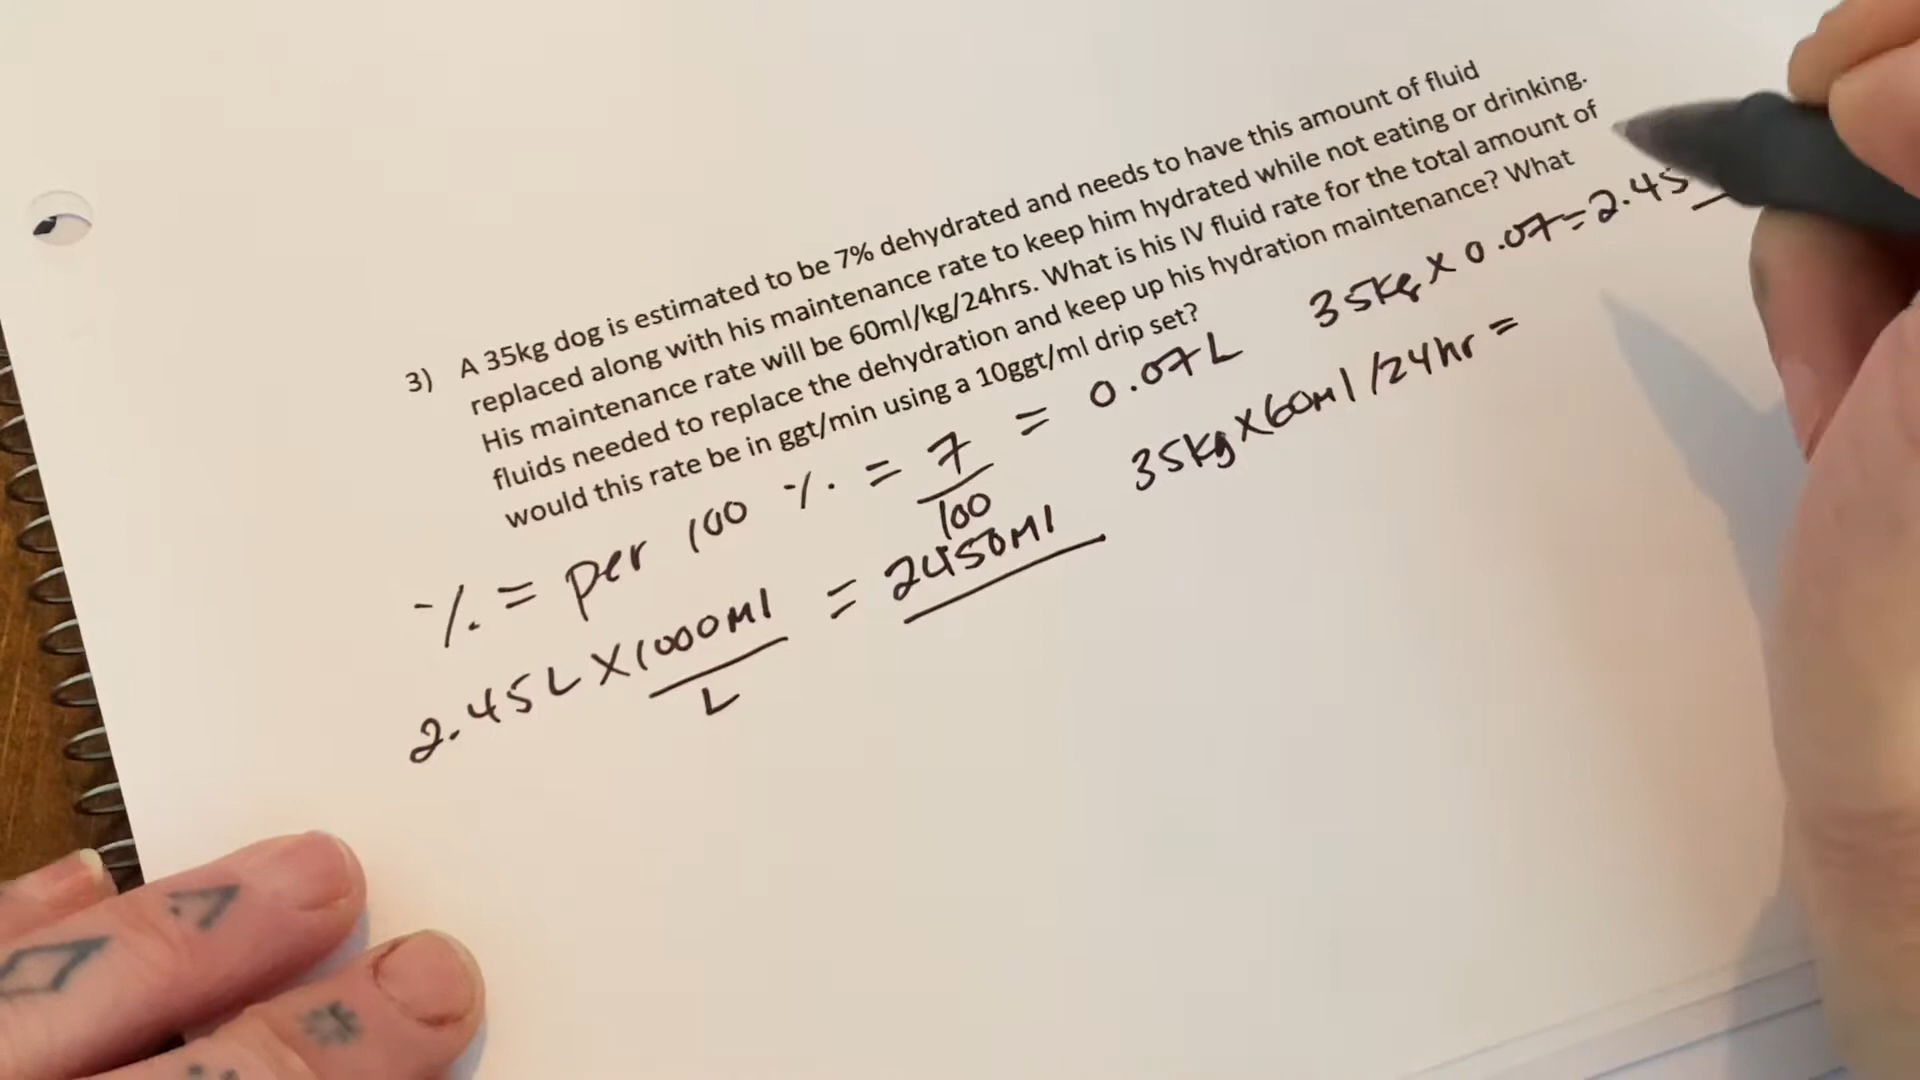 3) A 35kg dog is estimated to be 7% dehydrated and needs to have this amount of fluid
replaced along with his maintenance rate to keep him hydrated while not eating or drinking.
His maintenance rate will be 60ml/kg/24hrs. What is his IV fluid rate for the total amount of
fluids needed to replace the dehydration and keep up his hydration maintenance? What
would this rate be in ggt/min using a 10ggt/ml drip set?
35kg x 0.07 = 2.45
% = per 100 % = 7/100 = 0.07L
35kg x 60ml/24hr =
2.45L x 1000ml/L = 2450ml